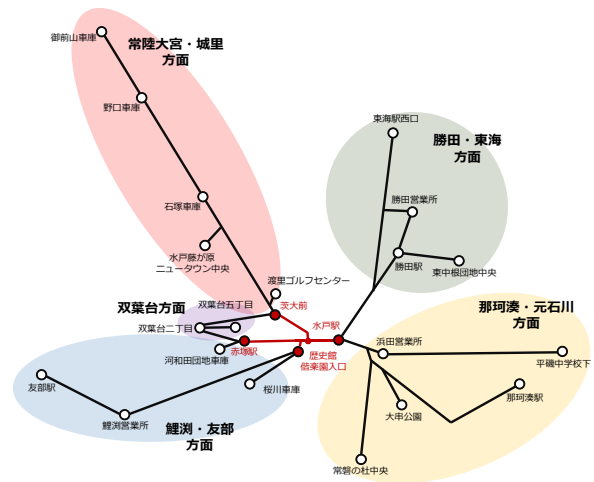 御前山車庫
常陸大宮・城里
方面
野口車庫
東海駅西口
勝田・東海
方面
石塚車庫
勝田営業所
水戸藤が原
ニュータウン中央
勝田駅
東中根団地中央
渡里ゴルフセンター
双葉台方面
双葉台五丁目
茨大前
那珂湊・元石川
方面
双葉台二丁目
水戸駅
浜田営業所
赤塚駅
歴史館
偕楽園入口
河和田団地車庫
平磯中学校下
友部駅
桜川車庫
那珂湊駅
大串公園
鯉渕営業所
鯉渕・友部
方面
常磐の杜中央